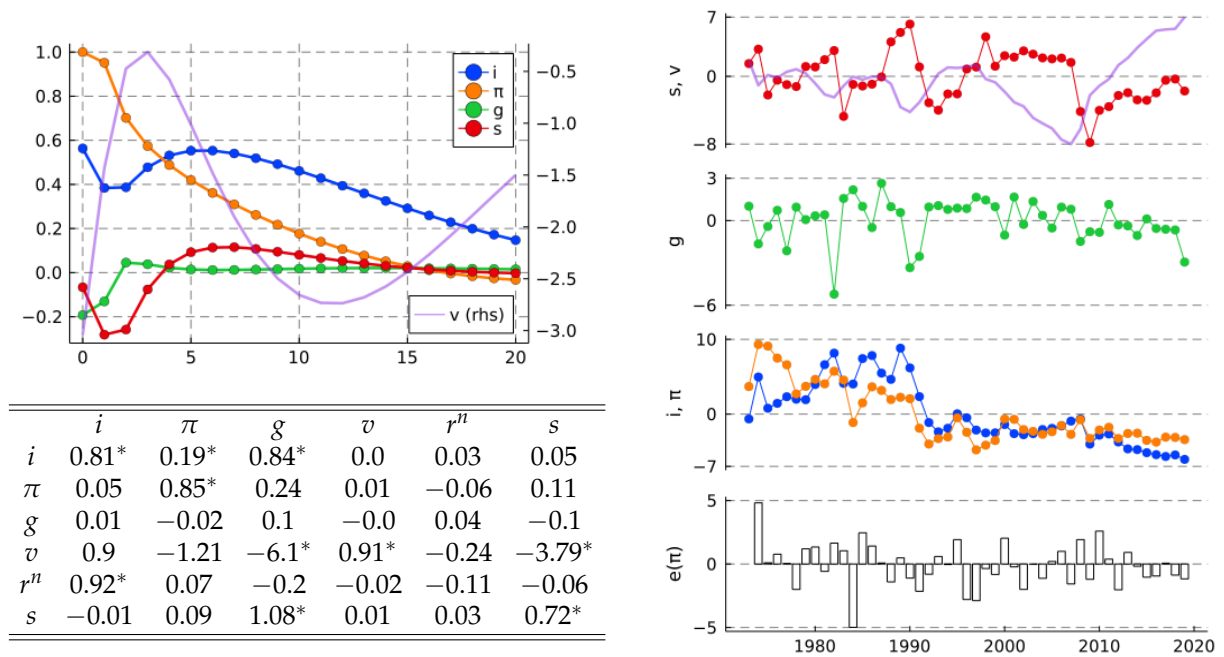 1.0
0.8
0.6
0.4
0.2
0.0
−0.2
i
π
g
s
v (rhs)
−0.5
−1.0
−1.5
−2.0
−2.5
−3.0
0 5 10 15 20
i π g v rⁿ s
i 0.81* 0.19* 0.84* 0.0 0.03 0.05
π 0.05 0.85* 0.24 0.01 −0.06 0.11
g 0.01 −0.02 0.1 −0.0 0.04 −0.1
v 0.9 −1.21 −6.1* 0.91* −0.24 −3.79*
rⁿ 0.92* 0.07 −0.2 −0.02 −0.11 −0.06
s −0.01 0.09 1.08* 0.01 0.03 0.72*
s, v
7
0
−8
g
3
0
−6
i, π
10
0
−7
e(π)
5
0
−5
1980 1990 2000 2010 2020